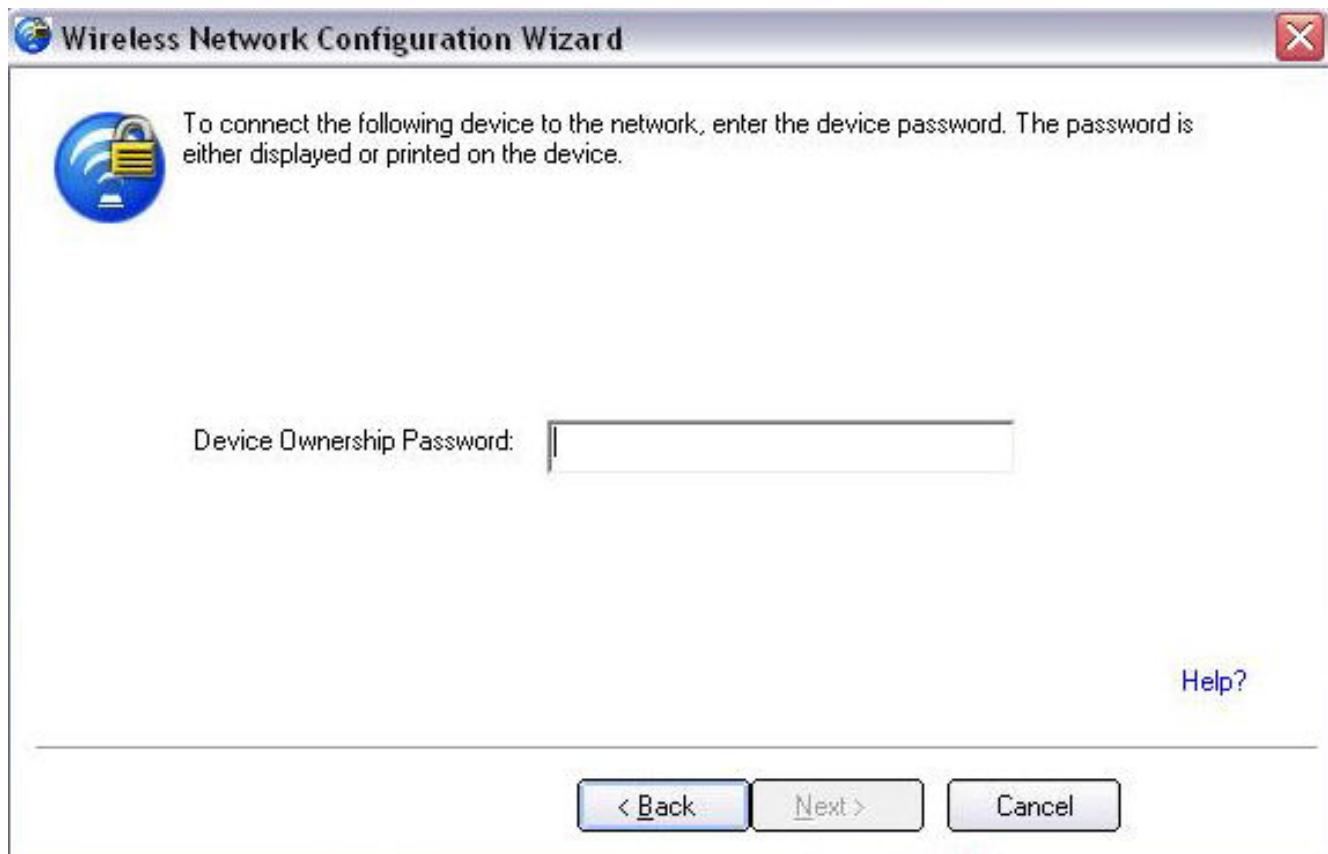 Wireless Network Configuration Wizard
To connect the following device to the network, enter the device password. The password is
either displayed or printed on the device.
Device Ownership Password:
Help?
< Back
Next >
Cancel